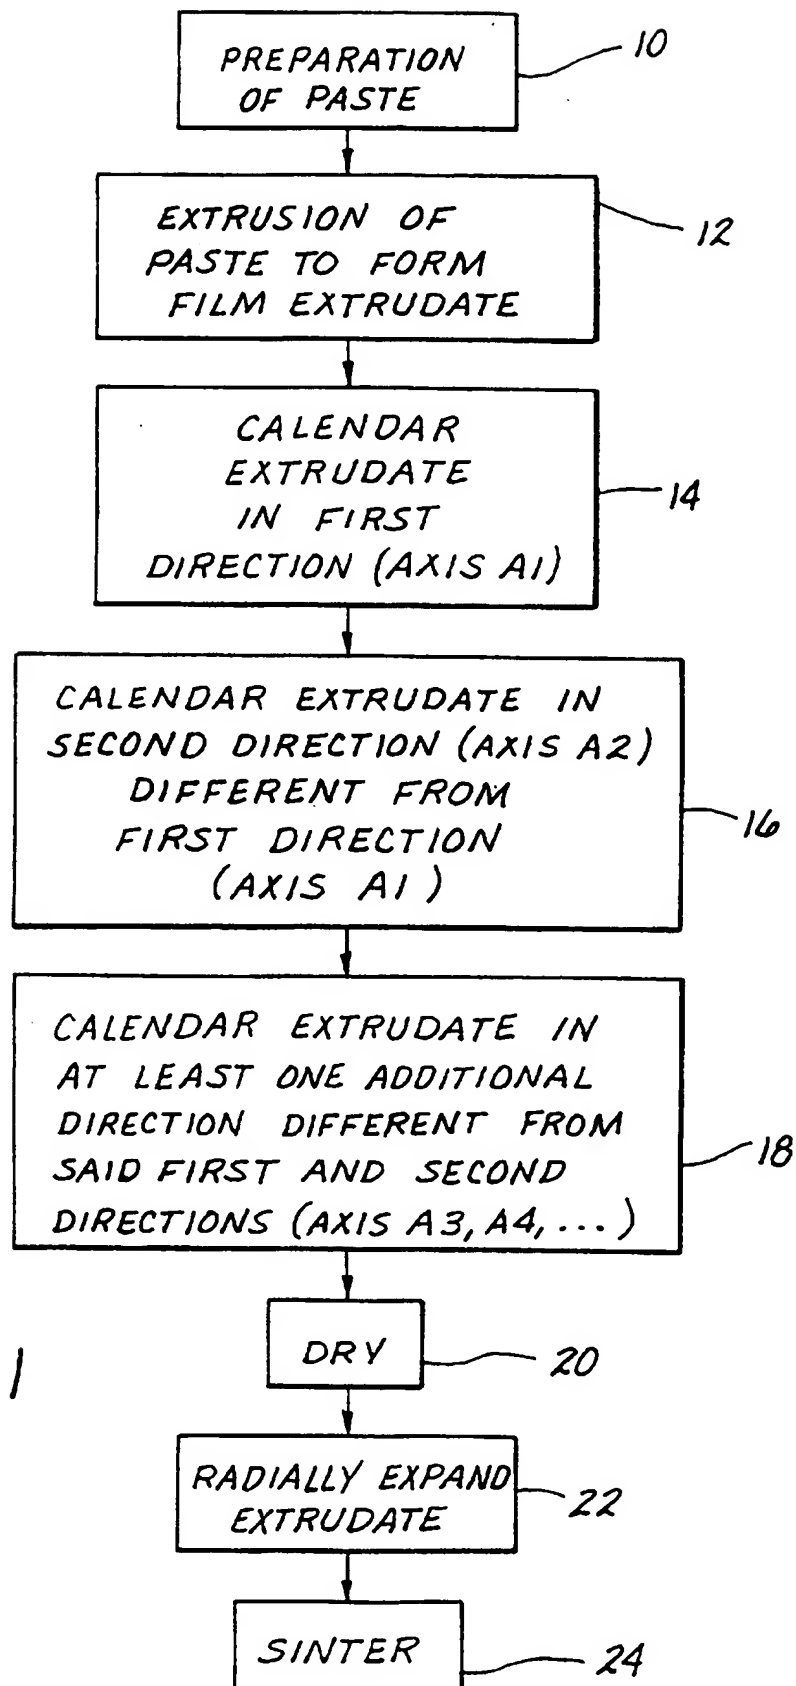 PREPARATION
OF PASTE
10
EXTRUSION OF
PASTE TO FORM
FILM EXTRUDATE
12
CALENDAR
EXTRUDATE
IN FIRST
DIRECTION (AXIS A1)
14
CALENDAR EXTRUDATE IN
SECOND DIRECTION (AXIS A2)
DIFFERENT FROM
FIRST DIRECTION
(AXIS A1)
16
CALENDAR EXTRUDATE IN
AT LEAST ONE ADDITIONAL
DIRECTION DIFFERENT FROM
SAID FIRST AND SECOND
DIRECTIONS (AXIS A3, A4, ...)
18
DRY
20
1
RADIALLY EXPAND
EXTRUDATE
22
SINTER
24